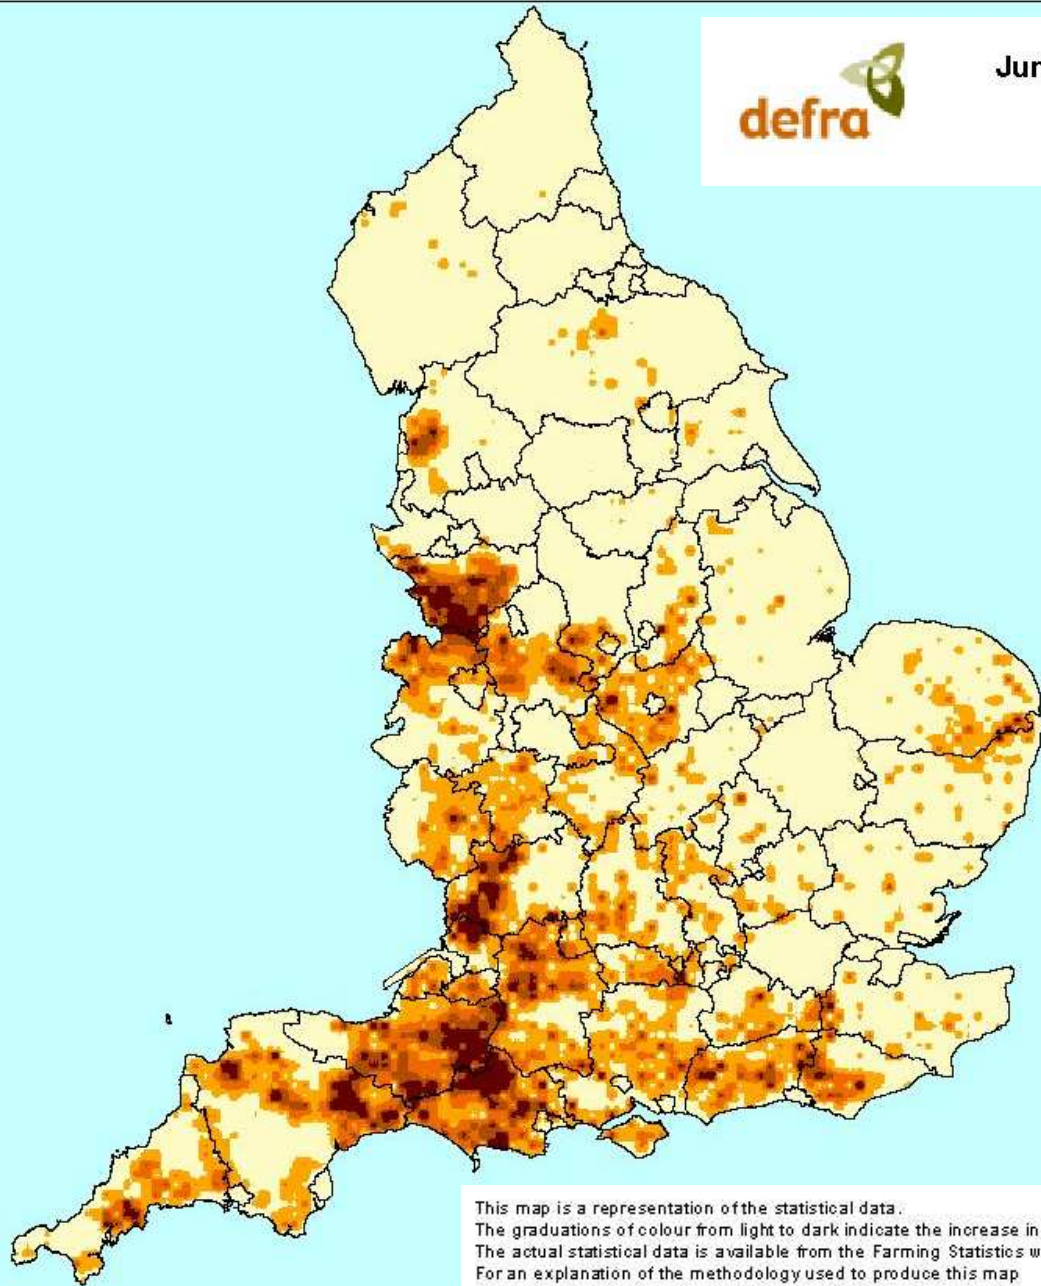 Jun
defra
This map is a representation of the statistical data.
The graduations of colour from light to dark indicate the increase in
The actual statistical data is available from the Farming Statistics w
For an explanation of the methodology used to produce this map